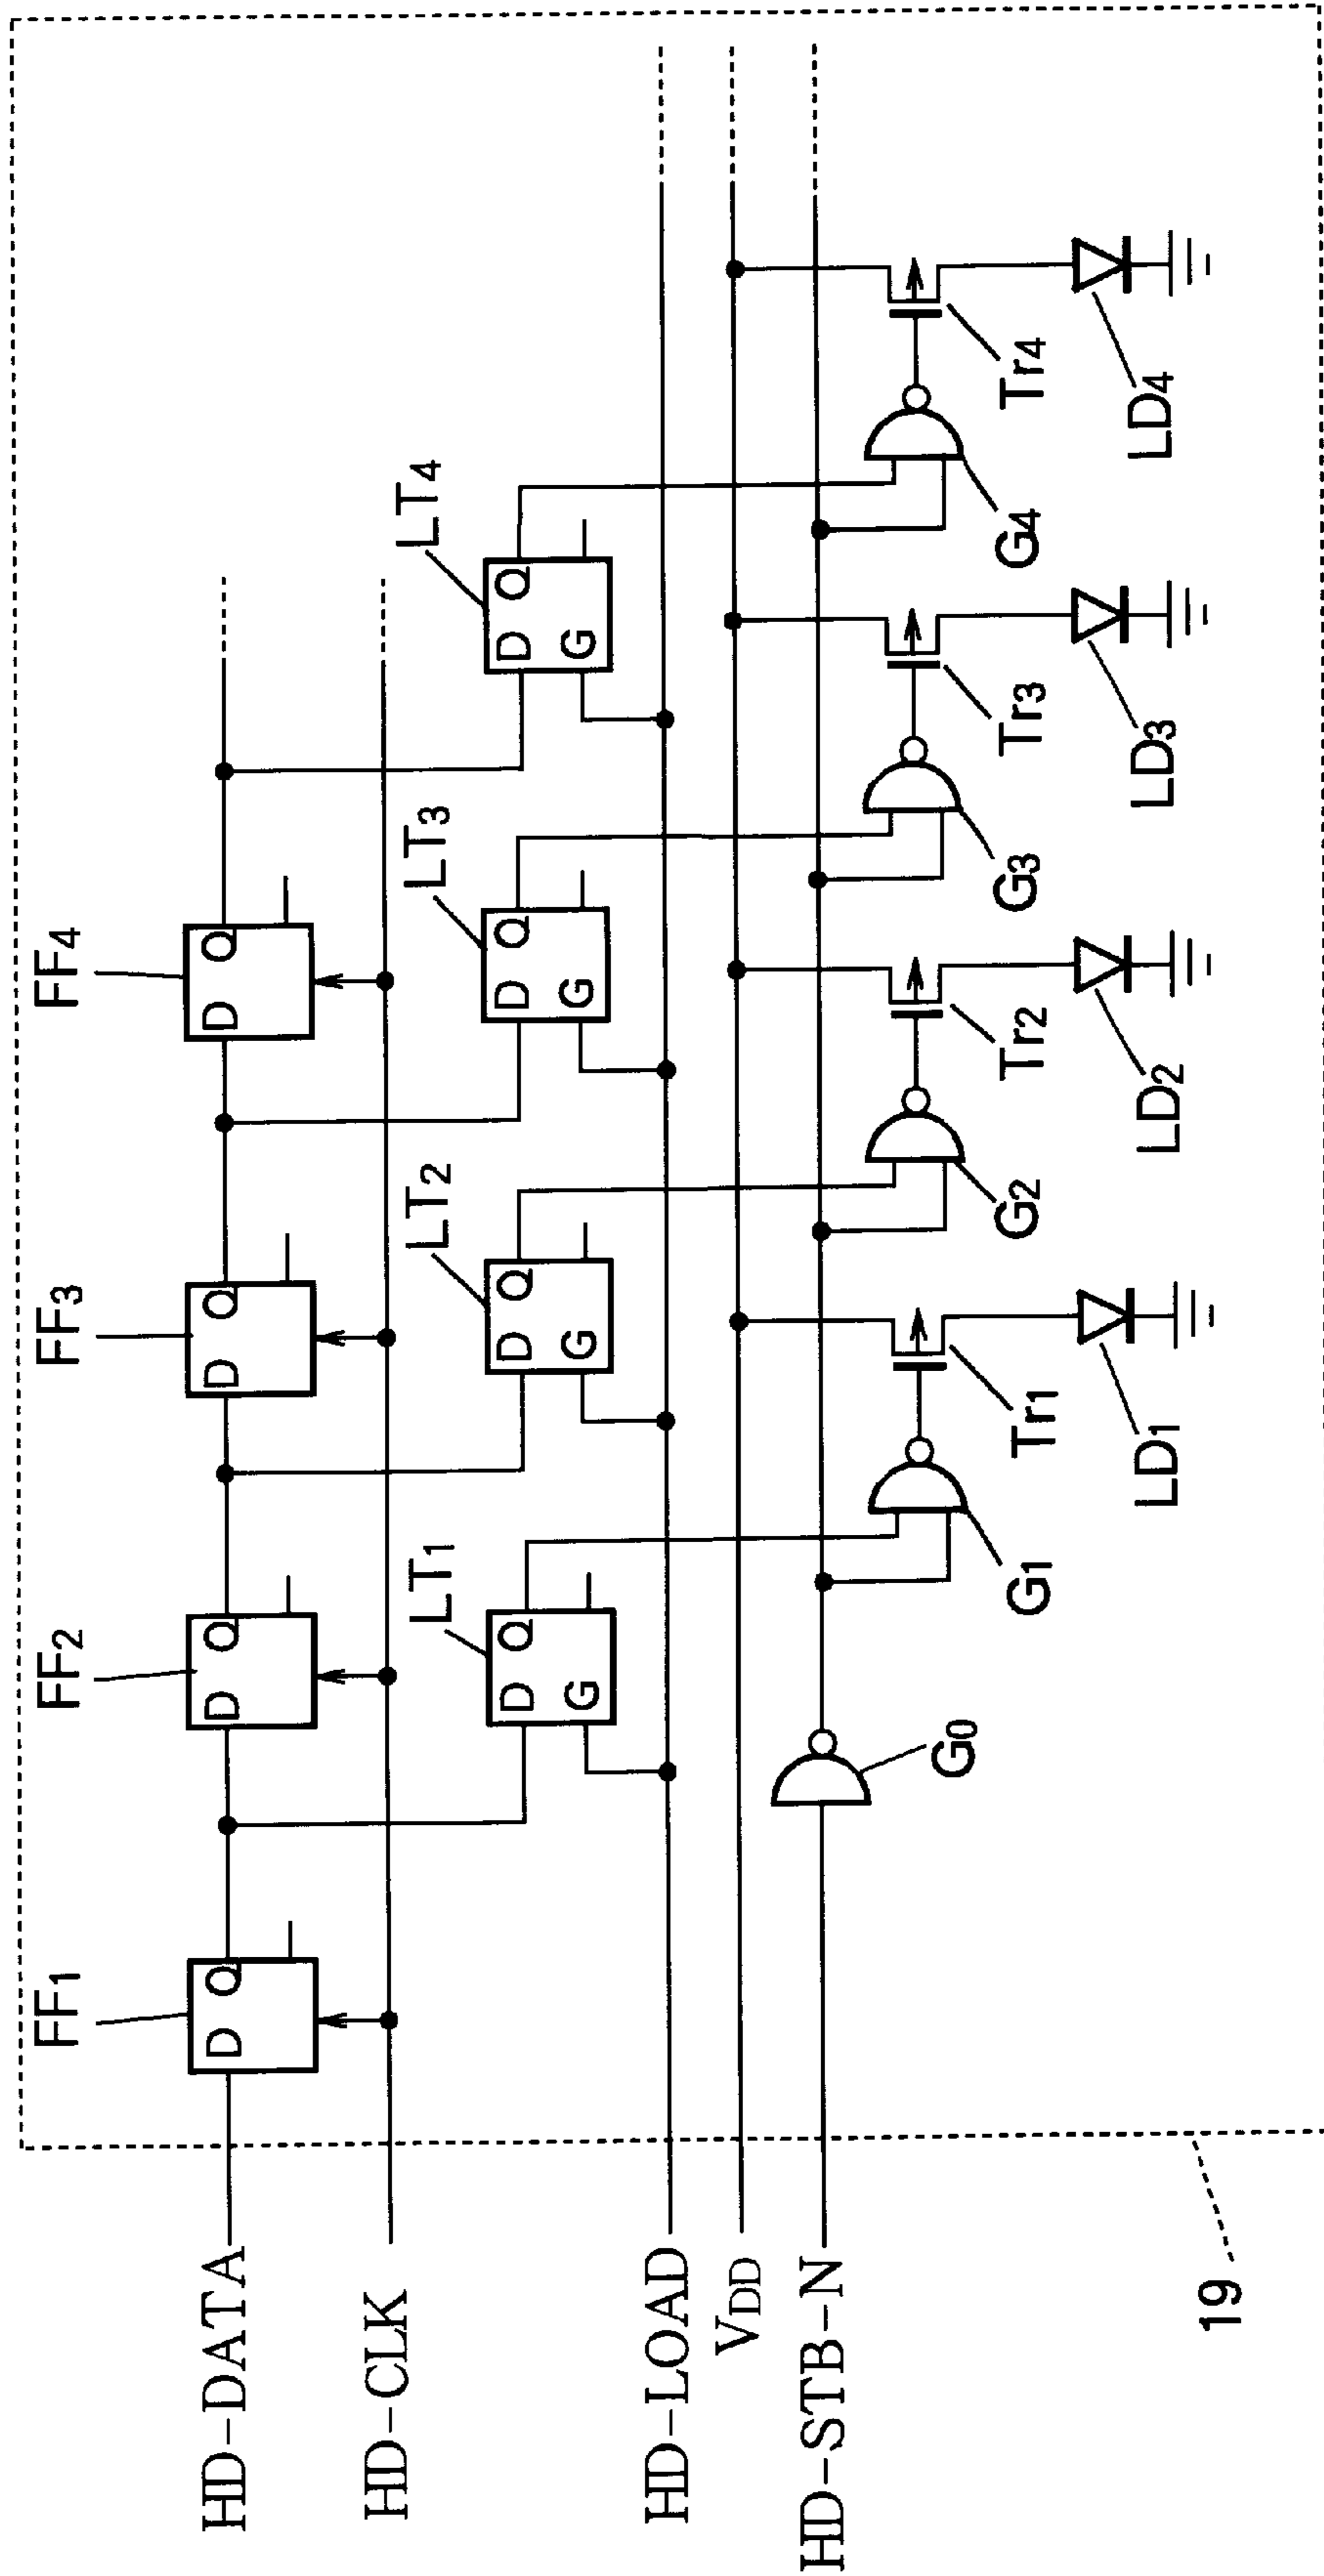 FF1 FF2 FF3 FF4
HD-DATA D Q D Q D Q D Q
HD-CLK
LT1 LT2 LT3 LT4
D Q D Q D Q D Q
G G G G
HD-LOAD
VDD
HD-STB-N
G0 G1 Tr1 G2 Tr2 G3 Tr3 G4 Tr4
LD1 LD2 LD3 LD4
19